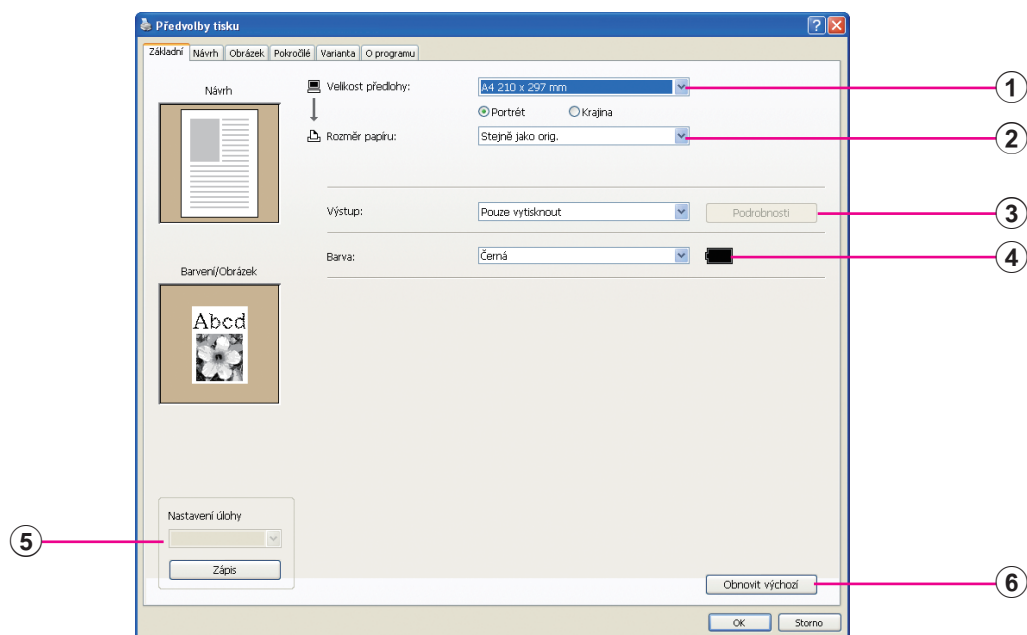 Předvolby tisku
Základní Návrh Obrázek Pokročilé Varianta O programu
Návrh
Velikost předlohy: A4 210 x 297 mm
1
Portrét Krajina
Rozměr papíru: Stejně jako orig.
2
Výstup: Pouze vytisknout Podrobnosti
3
Barva: Černá
4
Barvení/Obrázek
Abcd
Nastavení úlohy
5
Zápis
Obnovit výchozí
6
OK Storno